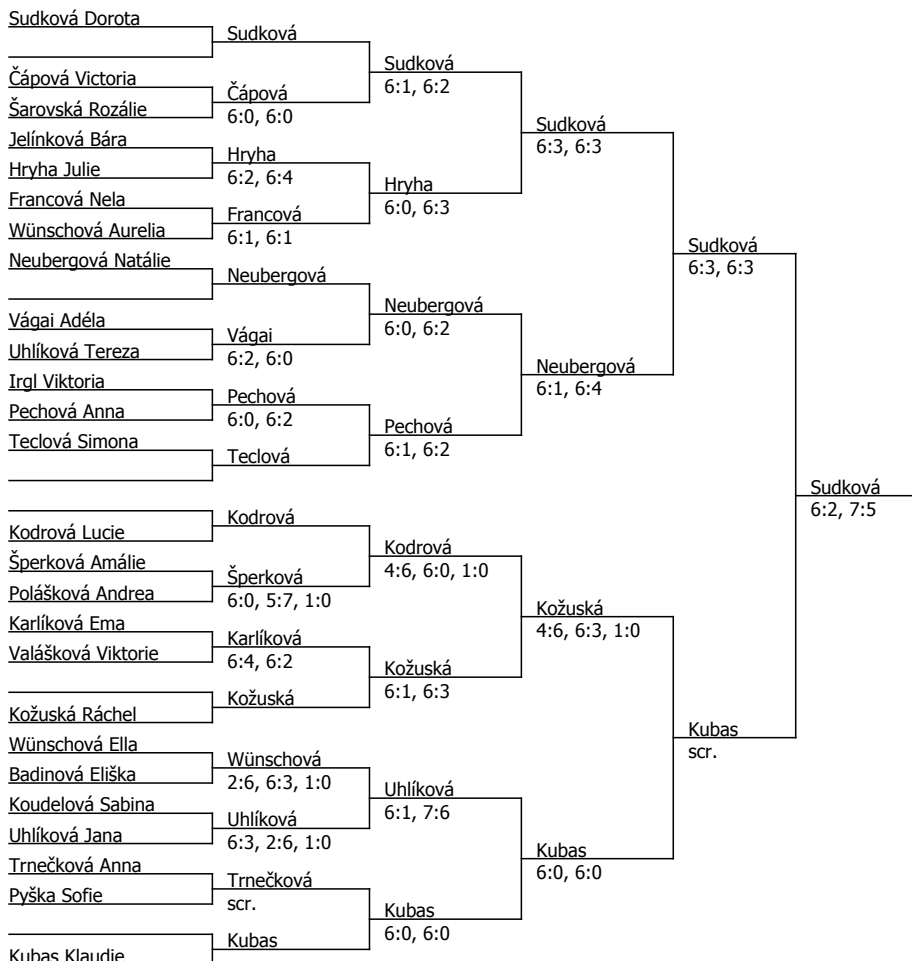 Sudková Dorota
Sudková
Sudková
6:1, 6:2
Čápová Victoria
Čápová
6:0, 6:0
Šarovská Rozálie
Sudková
6:3, 6:3
Jelínková Bára
Hryha
6:2, 6:4
Hryha Julie
Hryha
6:0, 6:3
Francová Nela
Francová
6:1, 6:1
Wünschová Aurelia
Sudková
6:3, 6:3
Neubergová Natálie
Neubergová
Neubergová
6:0, 6:2
Vágai Adéla
Vágai
6:2, 6:0
Uhlíková Tereza
Neubergová
6:1, 6:4
Irgl Viktoria
Pechová
6:0, 6:2
Pechová Anna
Pechová
6:1, 6:2
Teclová Simona
Teclová
Sudková
6:2, 7:5
Kodrová
Kodrová Lucie
Kodrová
4:6, 6:0, 1:0
Šperková Amálie
Šperková
6:0, 5:7, 1:0
Polášková Andrea
Kožuská
4:6, 6:3, 1:0
Karlíková Ema
Karlíková
6:4, 6:2
Valášková Viktorie
Kožuská
6:1, 6:3
Kožuská
Kožuská Ráchel
Kubas
scr.
Wünschová Ella
Wünschová
2:6, 6:3, 1:0
Badinová Eliška
Uhlíková
6:1, 7:6
Koudelová Sabina
Uhlíková
6:3, 2:6, 1:0
Uhlíková Jana
Kubas
6:0, 6:0
Trnečková Anna
Trnečková
scr.
Pyška Sofie
Kubas
6:0, 6:0
Kubas
Kubas Klaudie